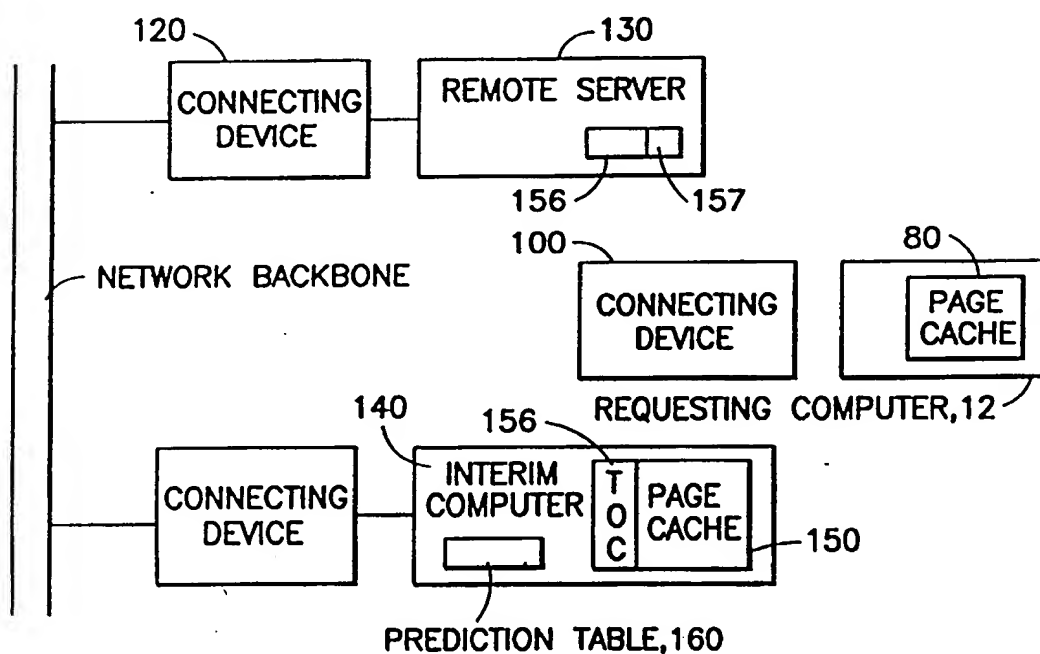 120
130
CONNECTING
DEVICE
REMOTE SERVER
156
157
NETWORK BACKBONE
100
80
CONNECTING
DEVICE
PAGE
CACHE
REQUESTING COMPUTER,12
140
156
CONNECTING
DEVICE
INTERIM
COMPUTER
T
O
C
PAGE
CACHE
150
PREDICTION TABLE,160